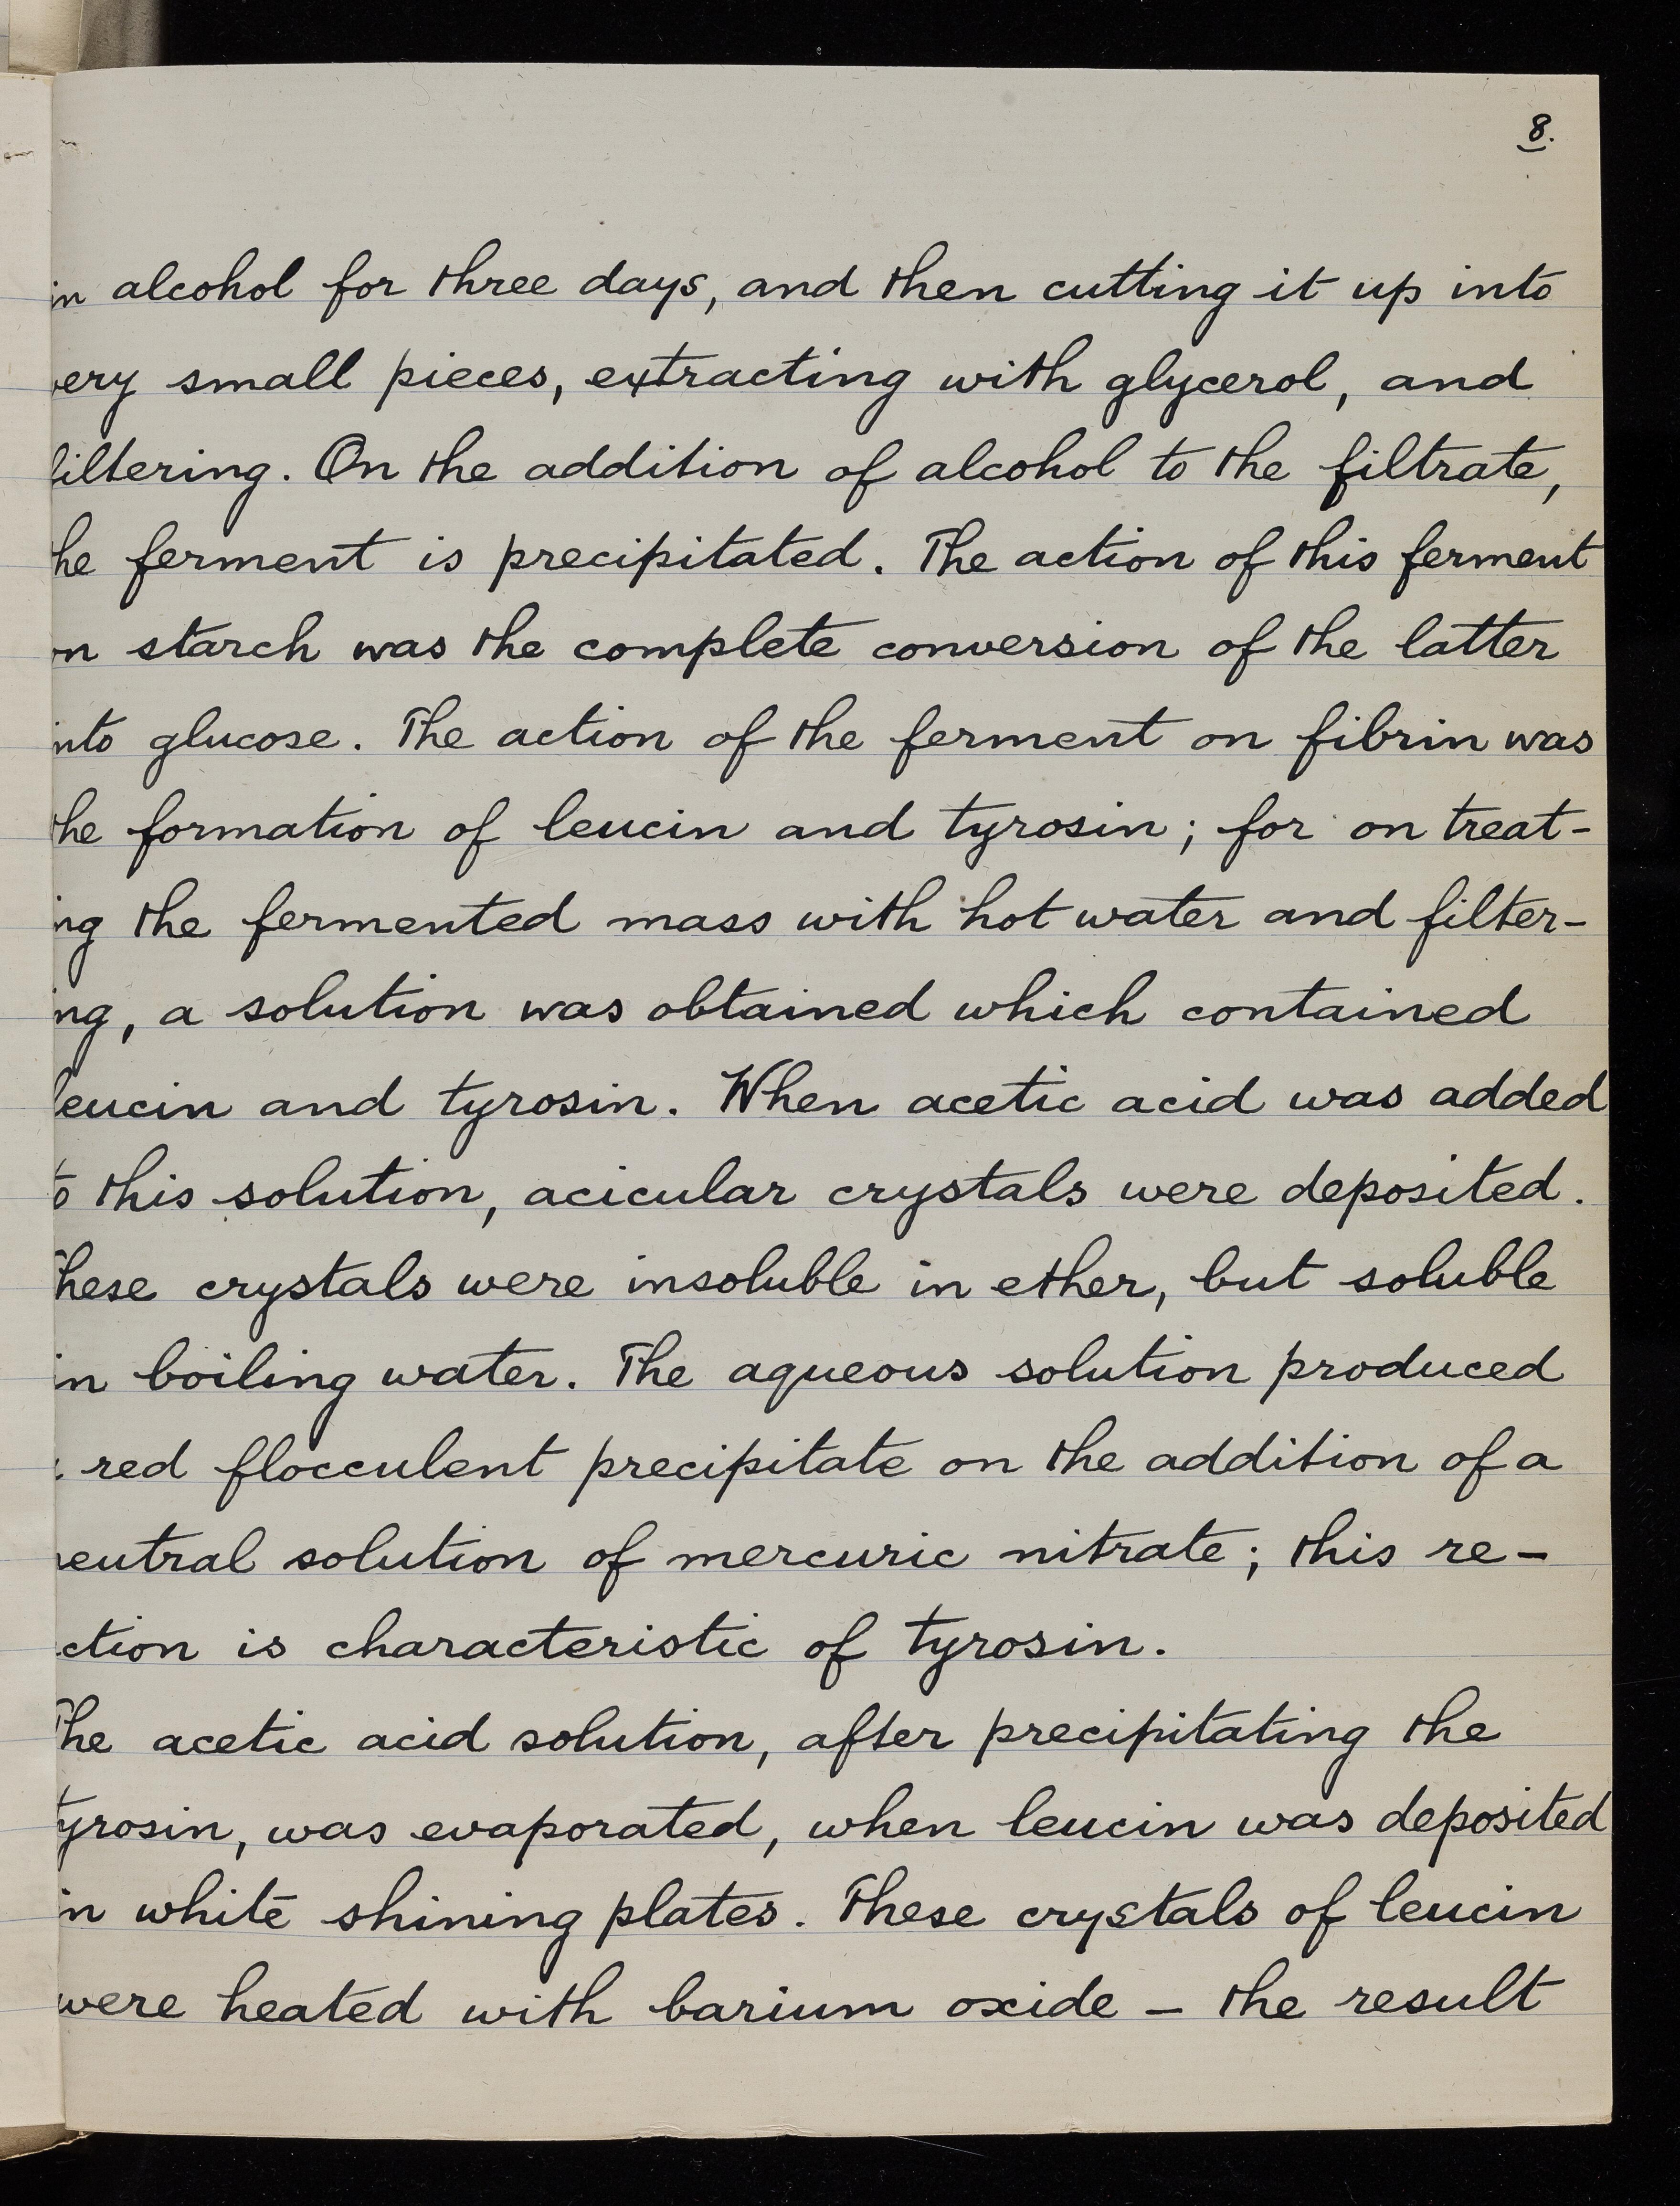 8.
in alcohol for three days, and then cutting it up into
very small pieces, extracting with glycerol, and
filtering. On the addition of alcohol to the filtrate,
the ferment is precipitated. The action of this ferment
on starch was the complete conversion of the latter
into glucose. The action of the ferment on fibrin was
the formation of leucin and tyrosin; for on treat-
ing the fermented mass with hot water and filter-
ing, a solution was obtained which contained
leucin and tyrosin. When acetic acid was added
to this solution, acicular crystals were deposited.
These crystals were insoluble in ether, but soluble
in boiling water. The aqueous solution produced
a red flocculent precipitate on the addition of a
neutral solution of mercuric nitrate; this re-
action is characteristic of tyrosin.
The acetic acid solution, after precipitating the
tyrosin, was evaporated, when leucin was deposited
in white shining plates. These crystals of leucin
were heated with barium oxide – the result